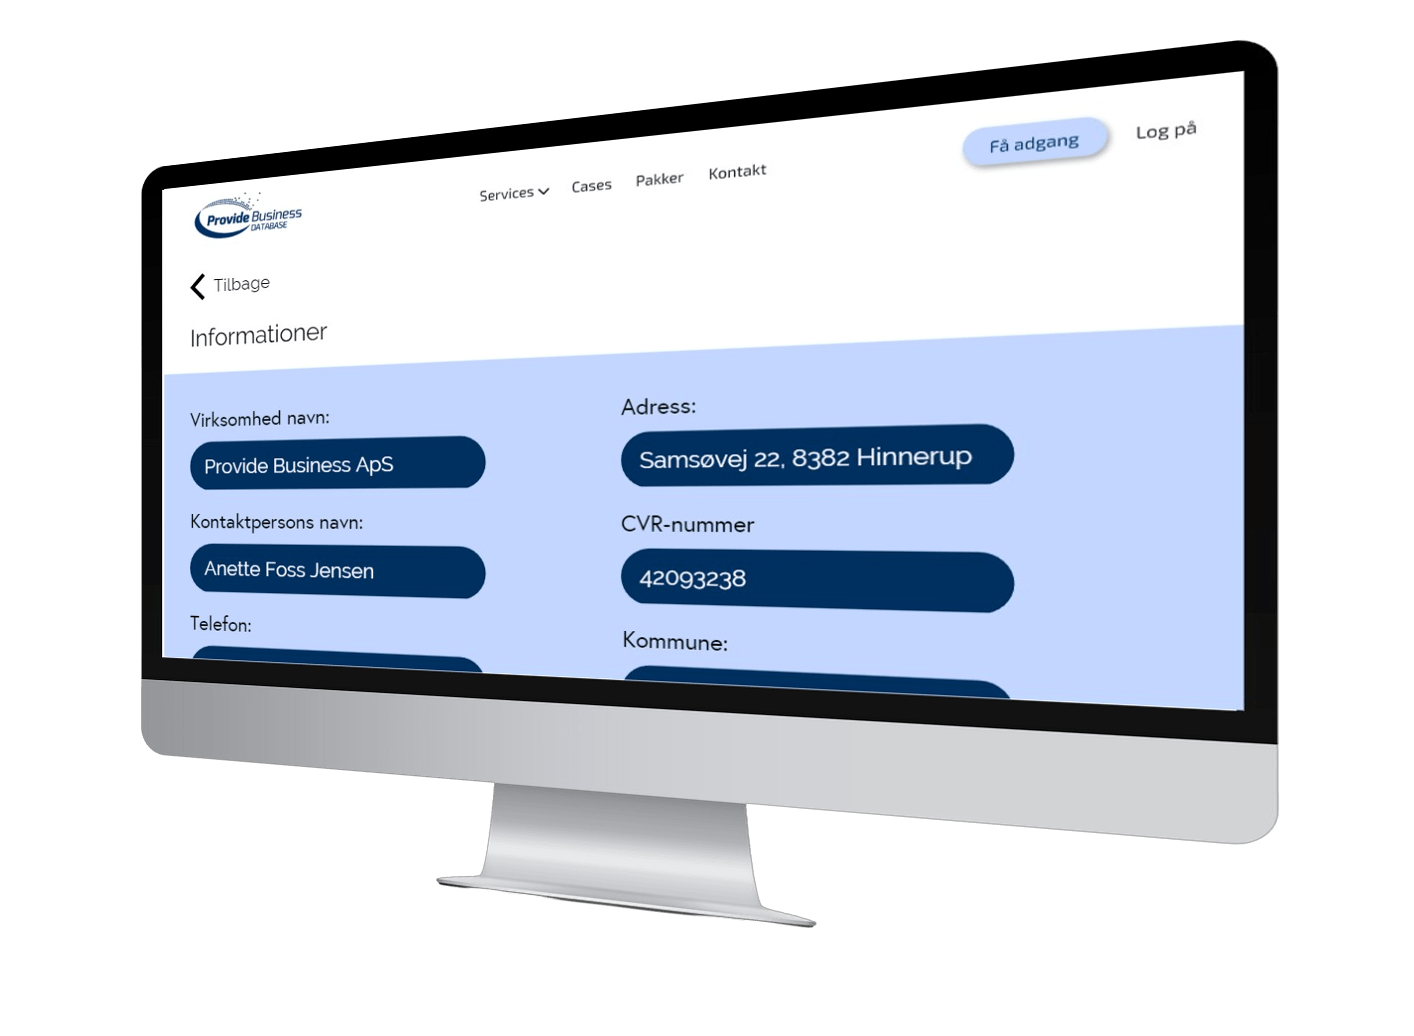 Provide Business
DATABASE
Services
Cases
Pakker
Kontakt
Få adgang
Log på
Tilbage
Informationer
Virksomhed navn:
Provide Business ApS
Kontaktpersons navn:
Anette Foss Jensen
Telefon:
Adress:
Samsøvej 22, 8382 Hinnerup
CVR-nummer
42093238
Kommune: